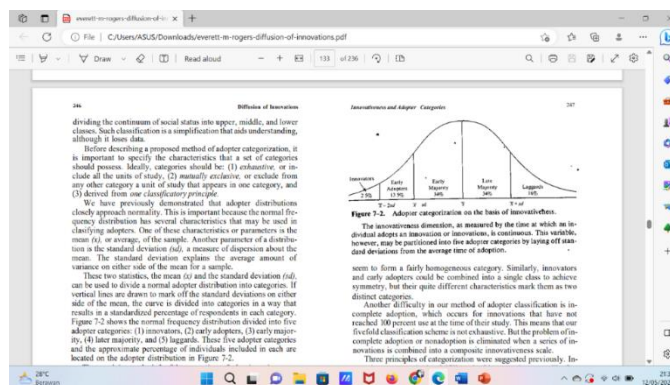 everett-m-rogers-diffusion-of-in
File | C:/Users/ASUS/Downloads/everett-m-rogers-diffusion-of-innovations.pdf
Draw
Read aloud
133 of 236
246 Diffusion of Innovations
dividing the continuum of social status into upper, middle, and lower
classes. Such classification is a simplification that aids understanding,
although it loses data.
Before describing a proposed method of adopter categorization, it
is important to specify the characteristics that a set of categories
should possess. Ideally, categories should be: (1) exhaustive, or in-
clude all the units of study, (2) mutually exclusive, or exclude from
any other category a unit of study that appears in one category, and
(3) derived from one classificatory principle.
We have previously demonstrated that adopter distributions
closely approach normality. This is important because the normal fre-
quency distribution has several characteristics that may be used in
classifying adopters. One of these characteristics or parameters is the
mean (x), or average, of the sample. Another parameter of a distribu-
tion is the standard deviation (sd), a measure of dispersion about the
mean. The standard deviation explains the average amount of
variance on either side of the mean for a sample.
These two statistics, the mean (x) and the standard deviation (sd),
can be used to divide a normal adopter distribution into categories. If
vertical lines are drawn to mark off the standard deviations on either
side of the mean, the curve is divided into categories in a way that
results in a standardized percentage of respondents in each category.
Figure 7-2 shows the normal frequency distribution divided into five
adopter categories: (1) innovators, (2) early adopters, (3) early major-
ity, (4) later majority, and (5) laggards. These five adopter categories
and the approximate percentage of individuals included in each are
located on the adopter distribution in Figure 7-2.
Innovativeness and Adopter Categories 247
Innovators
2.5%
Early
Adopters
13.5%
Early
Majority
34%
Late
Majority
34%
Laggards
16%
Figure 7-2. Adopter categorization on the basis of innovativeness.
The innovativeness dimension, as measured by the time at which an in-
dividual adopts an innovation or innovations, is continuous. This variable,
however, may be partitioned into five adopter categories by laying off stan-
dard deviations from the average time of adoption.
seem to form a fairly homogenous category. Similarly, innovators
and early adopters could be combined into a single class to achieve
symmetry, but their quite different characteristics mark them as two
distinct categories.
Another difficulty in our method of adopter classification is in-
complete adoption, which occurs for innovations that have not
reached 100 percent use at the time of their study. This means that our
fivefold classification scheme is not exhaustive. But the problem of in-
complete adoption or nonadoption is eliminated when a series of in-
novations is combined into a composite innovativeness scale.
Three principles of categorization were suggested previously. In-
28°C
Berawan